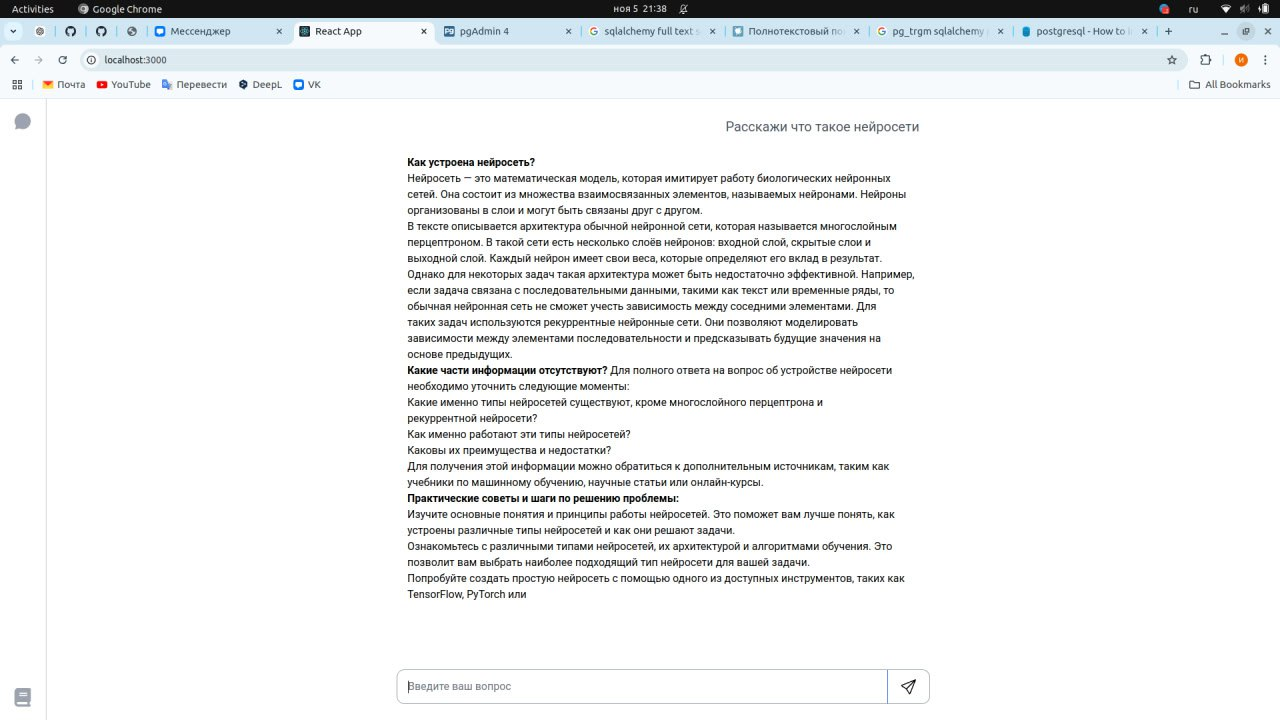 Activities
Google Chrome
ноя 5 21:38
ru
Мессенджер
React App
pgAdmin 4
sqlalchemy full text
Полнотекстовый по
pg_trgm sqlalchemy
postgresql - How to
localhost:3000
Почта
YouTube
Перевести
DeepL
VK
All Bookmarks
Расскажи что такое нейросети
Как устроена нейросеть?
Нейросеть — это математическая модель, которая имитирует работу биологических нейронных
сетей. Она состоит из множества взаимосвязанных элементов, называемых нейронами. Нейроны
организованы в слои и могут быть связаны друг с другом.
В тексте описывается архитектура обычной нейронной сети, которая называется многослойным
перцептроном. В такой сети есть несколько слоёв нейронов: входной слой, скрытые слои и
выходной слой. Каждый нейрон имеет свои веса, которые определяют его вклад в результат.
Однако для некоторых задач такая архитектура может быть недостаточно эффективной. Например,
если задача связана с последовательными данными, такими как текст или временные ряды, то
обычная нейронная сеть не сможет учесть зависимость между соседними элементами. Для
таких задач используются рекуррентные нейронные сети. Они позволяют моделировать
зависимости между элементами последовательности и предсказывать будущие значения на
основе предыдущих.
Какие части информации отсутствуют? Для полного ответа на вопрос об устройстве нейросети
необходимо уточнить следующие моменты:
Какие именно типы нейросетей существуют, кроме многослойного перцептрона и
рекуррентной нейросети?
Как именно работают эти типы нейросетей?
Каковы их преимущества и недостатки?
Для получения этой информации можно обратиться к дополнительным источникам, таким как
учебники по машинному обучению, научные статьи или онлайн-курсы.
Практические советы и шаги по решению проблемы:
Изучите основные понятия и принципы работы нейросетей. Это поможет вам лучше понять, как
устроены различные типы нейросетей и как они решают задачи.
Ознакомьтесь с различными типами нейросетей, их архитектурой и алгоритмами обучения. Это
позволит вам выбрать наиболее подходящий тип нейросети для вашей задачи.
Попробуйте создать простую нейросеть с помощью одного из доступных инструментов, таких как
TensorFlow, PyTorch или
Введите ваш вопрос